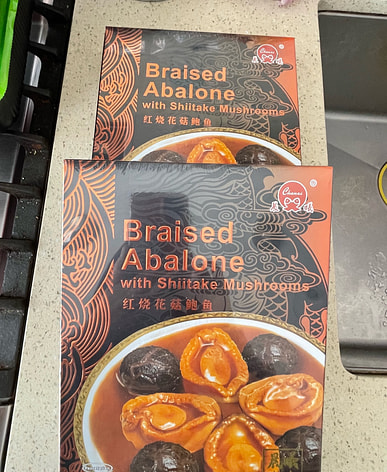 Chenes
®
Braised
Abalone
with Shiitake Mushrooms
红烧花菇鲍鱼
®
Braised
Abalone
with Shiitake Mushrooms
红烧花菇鲍鱼